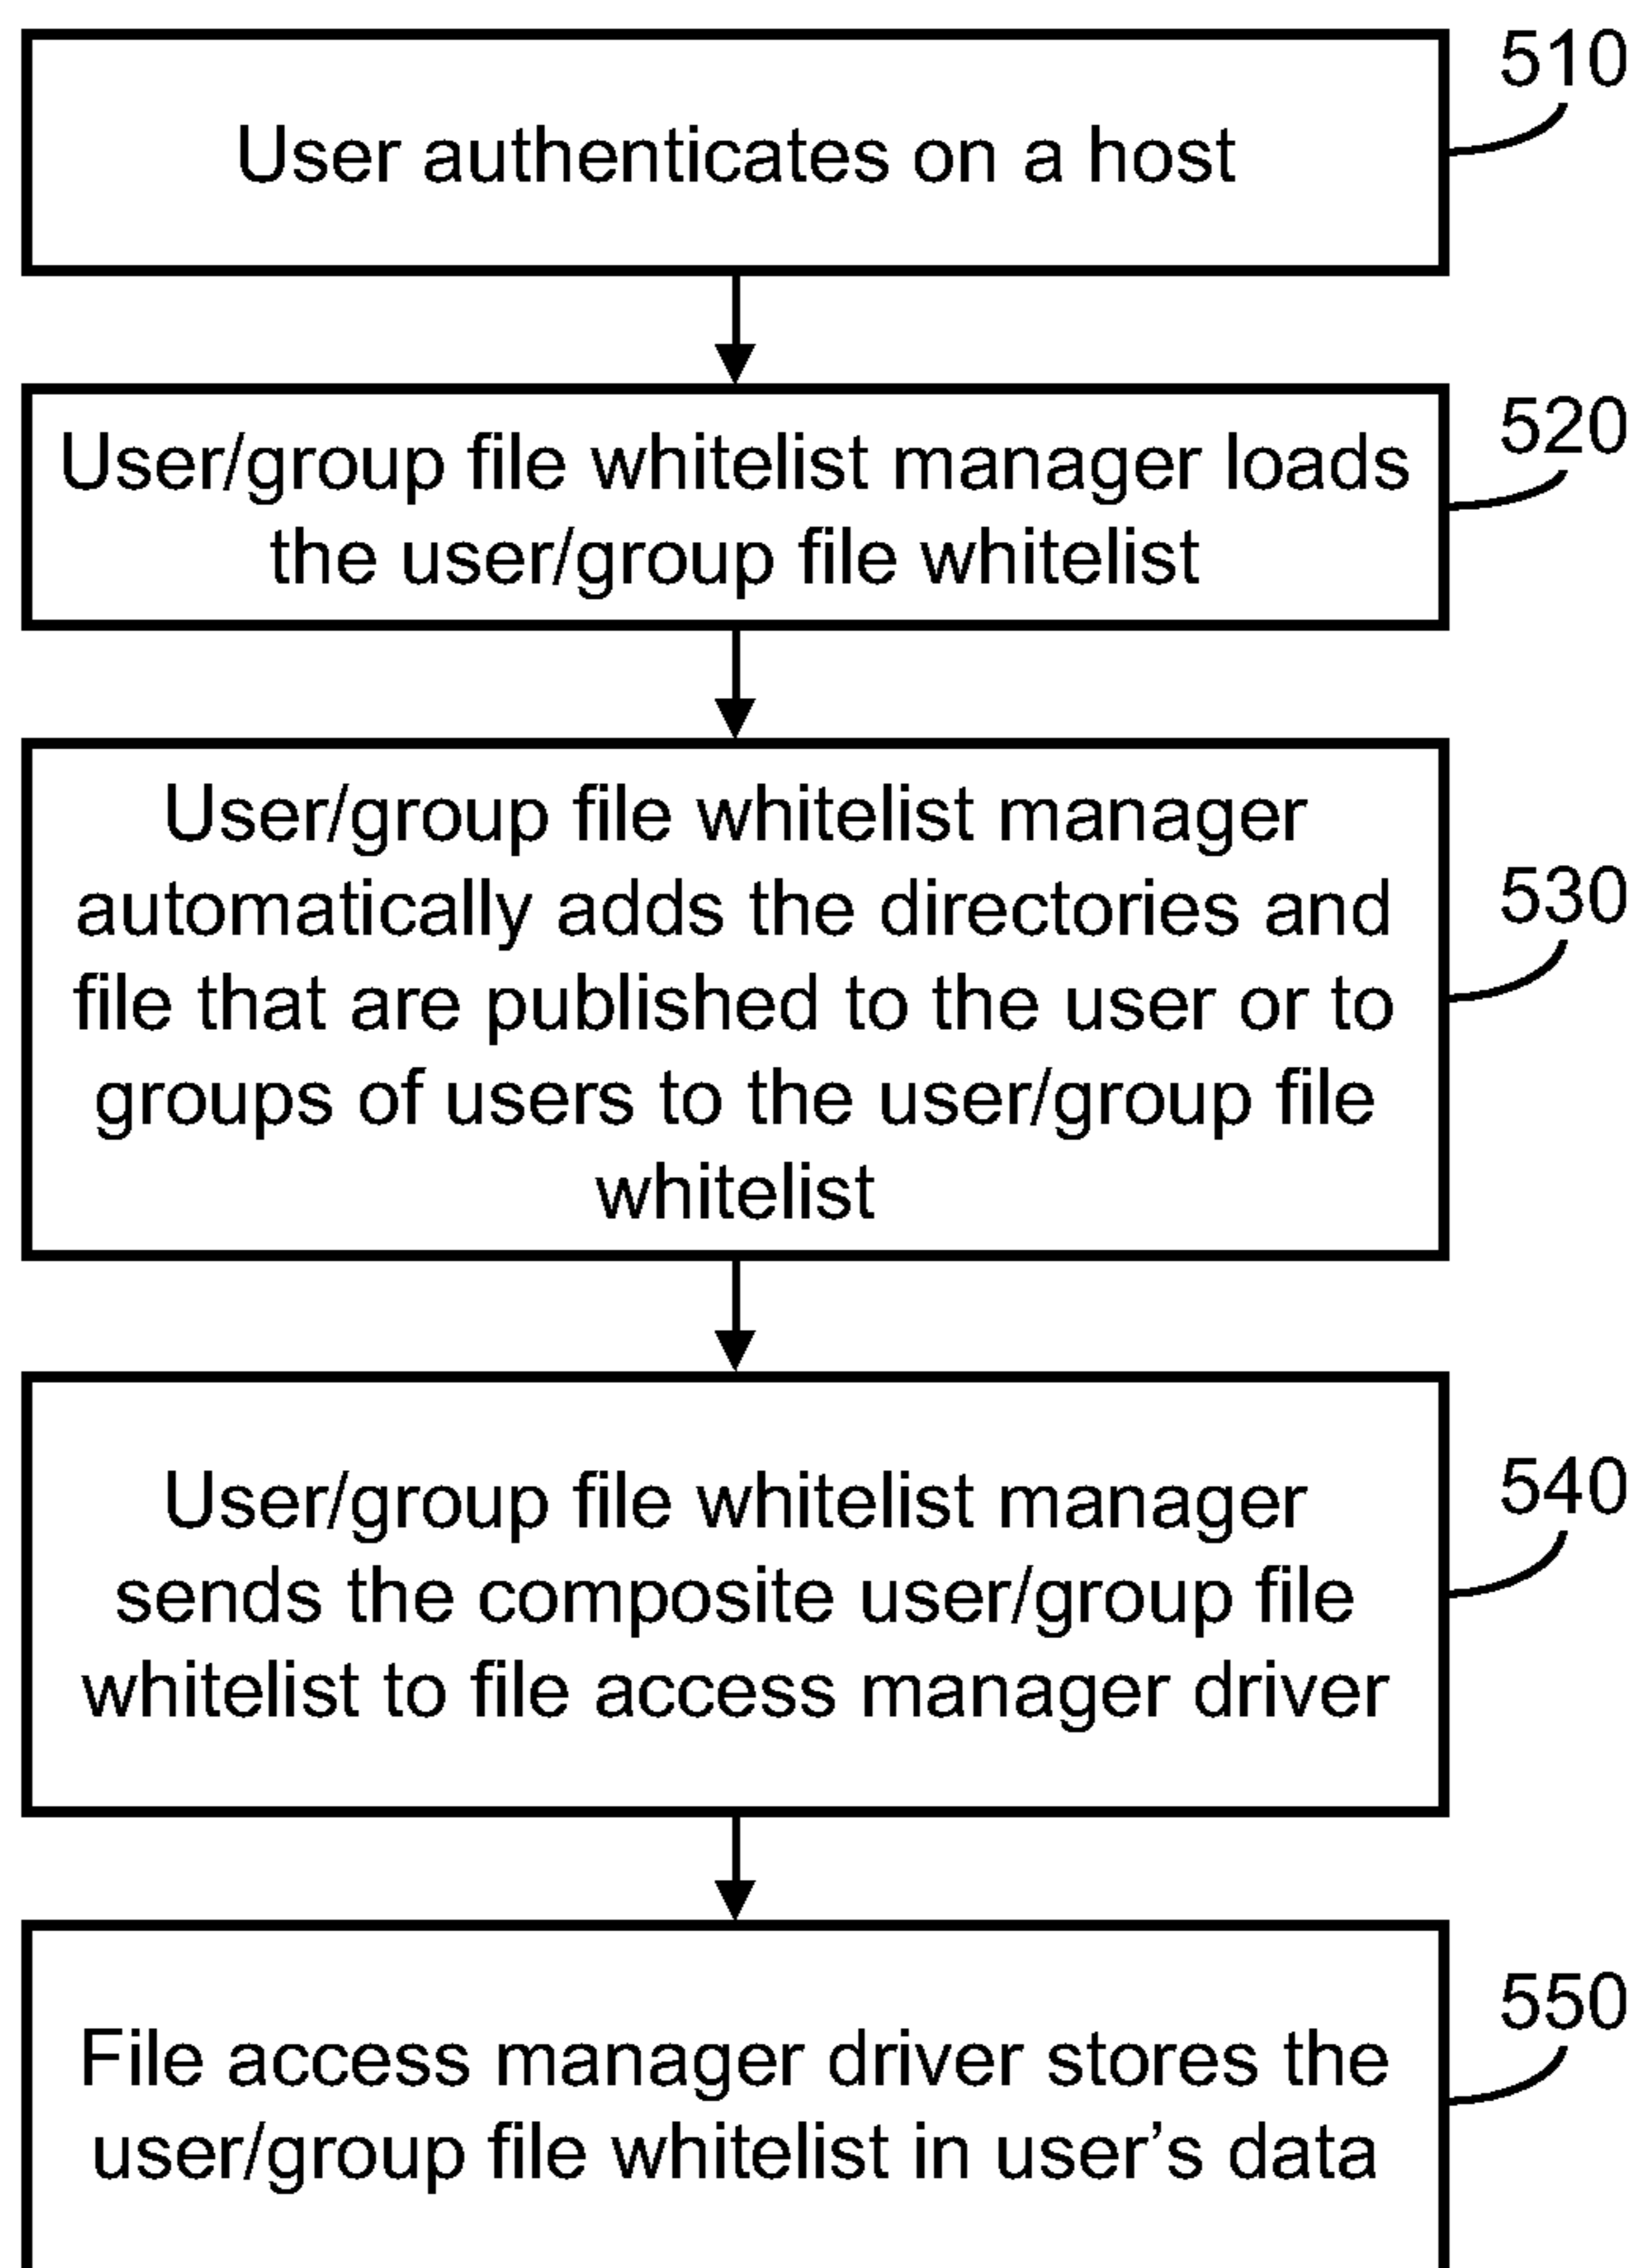 510
User authenticates on a host
520
User/group file whitelist manager loads
the user/group file whitelist
530
User/group file whitelist manager
automatically adds the directories and
file that are published to the user or to
groups of users to the user/group file
whitelist
540
User/group file whitelist manager
sends the composite user/group file
whitelist to file access manager driver
550
File access manager driver stores the
user/group file whitelist in user’s data